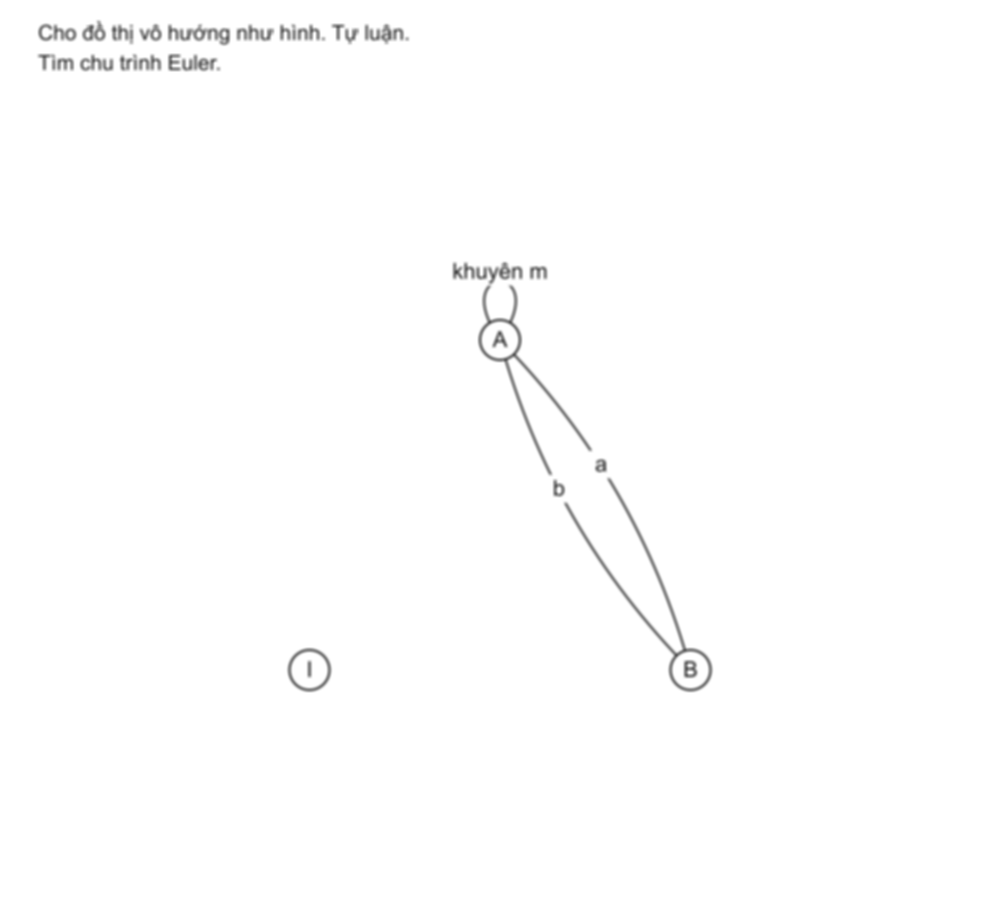 Cho đồ thị vô hướng như hình. Tự luận.
Tìm chu trình Euler.
khuyên m
A
a
b
I
B